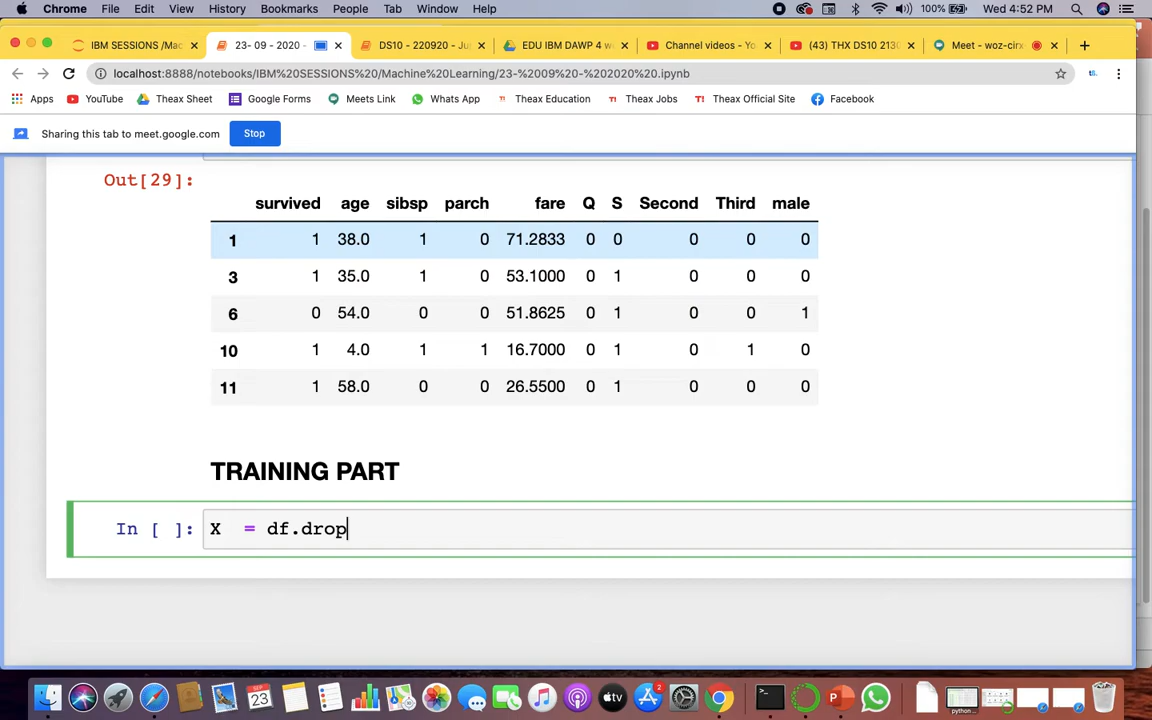 Chrome File Edit View History Bookmarks People Tab Window Help 100% Wed 4:52 PM
IBM SESSIONS /Mac 23- 09 - 2020 - DS10 - 220920 - Ju EDU IBM DAWP 4 w Channel videos - Yo (43) THX DS10 2130 Meet - woz-cirx
localhost:8888/notebooks/IBM%20SESSIONS%20/Machine%20Learning/23-%2009%20-%202020%20.ipynb
Apps YouTube Theax Sheet Google Forms Meets Link Whats App Theax Education Theax Jobs Theax Official Site Facebook
Sharing this tab to meet.google.com Stop
Out[29]:
survived age sibsp parch fare Q S Second Third male
1 1 38.0 1 0 71.2833 0 0 0 0 0
3 1 35.0 1 0 53.1000 0 1 0 0 0
6 0 54.0 0 0 51.8625 0 1 0 0 1
10 1 4.0 1 1 16.7000 0 1 0 1 0
11 1 58.0 0 0 26.5500 0 1 0 0 0
TRAINING PART
In [ ]: X = df.drop